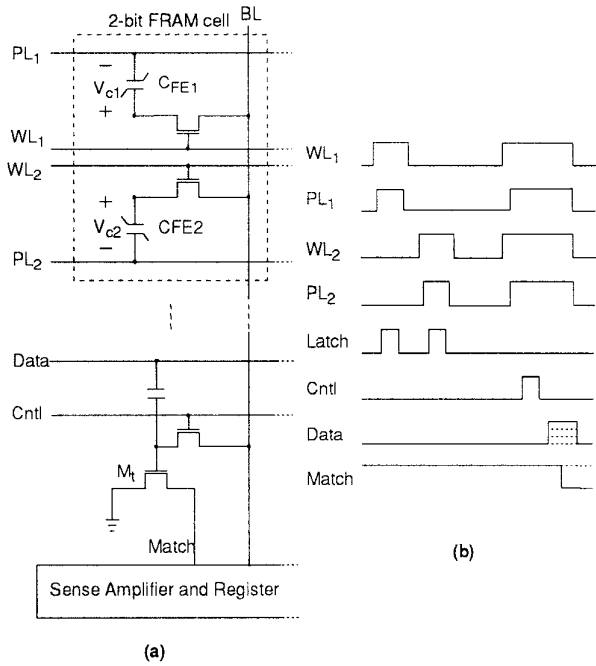 2-bit FRAM cell
BL
PL1
−
Vc1
CFE1
+
WL1
WL2
+
Vc2
CFE2
−
PL2
Data
Cntl
Mt
Match
Sense Amplifier and Register
(a)
WL1
PL1
WL2
PL2
Latch
Cntl
Data
Match
(b)